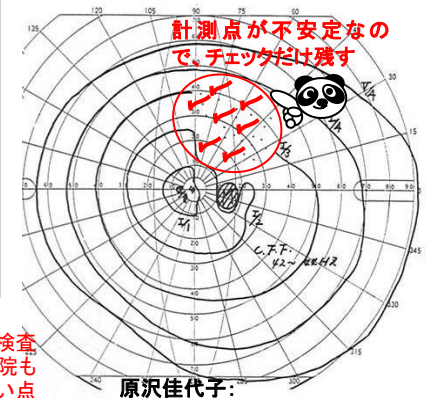 計測点が不安定なの
で、チェックだけ残す
135
120
105
75
60
30
15
V/4
I/4
I/3
I/2
I/1
C.F.F.
42~44HZ
345
330
315
240
検査
院も
い点
原沢佳代子: